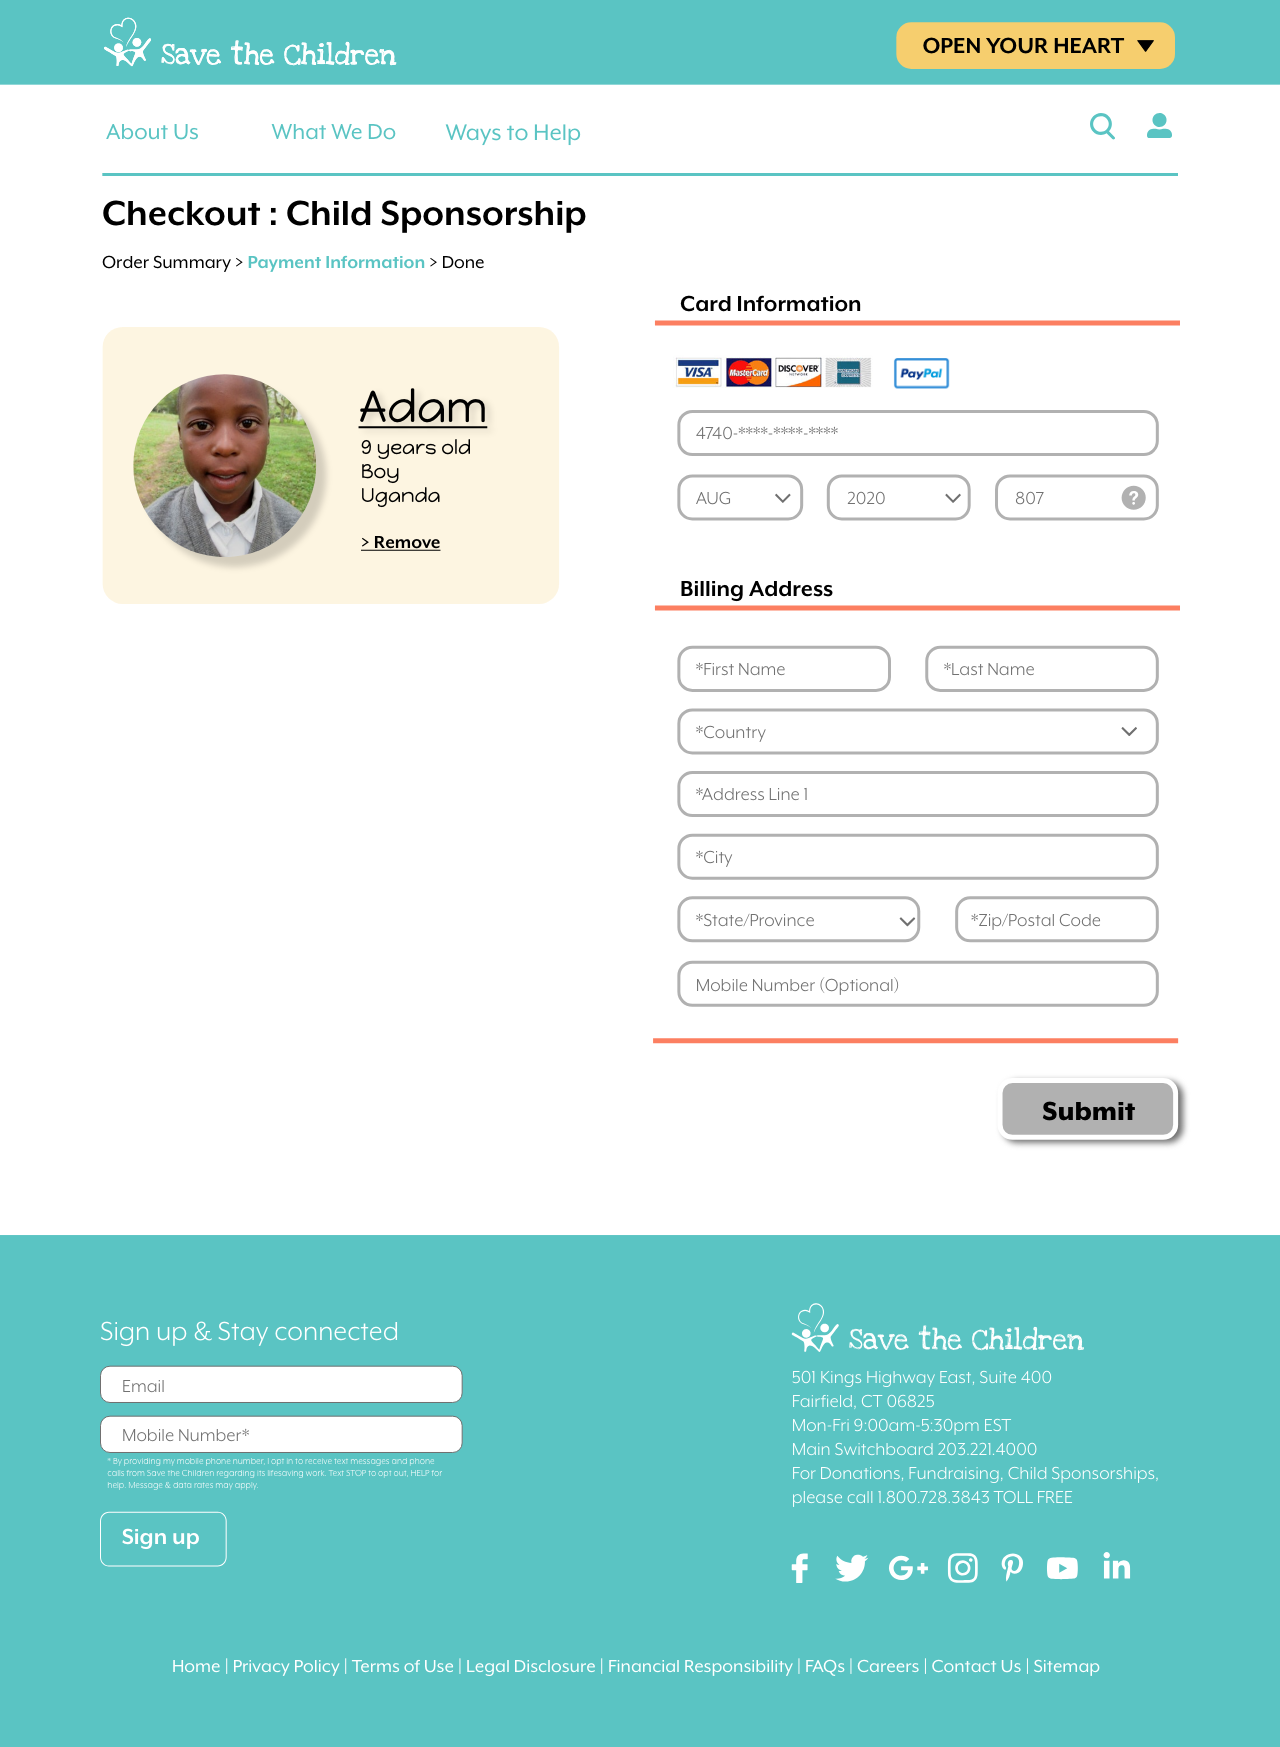 Save the Children
OPEN YOUR HEART
About Us
What We Do
Ways to Help
Checkout : Child Sponsorship
Order Summary > Payment Information > Done
Adam
9 years old
Boy
Uganda
> Remove
Card Information
VISA
MasterCard
DISCOVER
NETWORK
PayPal
4740-****-****-****
AUG
2020
807
?
Billing Address
*First Name
*Last Name
*Country
*Address Line 1
*City
*State/Province
*Zip/Postal Code
Mobile Number (Optional)
Submit
Sign up & Stay connected
Email
Mobile Number*
* By providing my mobile phone number, I opt in to receive text messages and phone
calls from Save the Children regarding its lifesaving work. Text STOP to opt out, HELP for
help. Message & data rates may apply.
Sign up
Save the Children
501 Kings Highway East, Suite 400
Fairfield, CT 06825
Mon-Fri 9:00am-5:30pm EST
Main Switchboard 203.221.4000
For Donations, Fundraising, Child Sponsorships,
please call 1.800.728.3843 TOLL FREE
Home | Privacy Policy | Terms of Use | Legal Disclosure | Financial Responsibility | FAQs | Careers | Contact Us | Sitemap